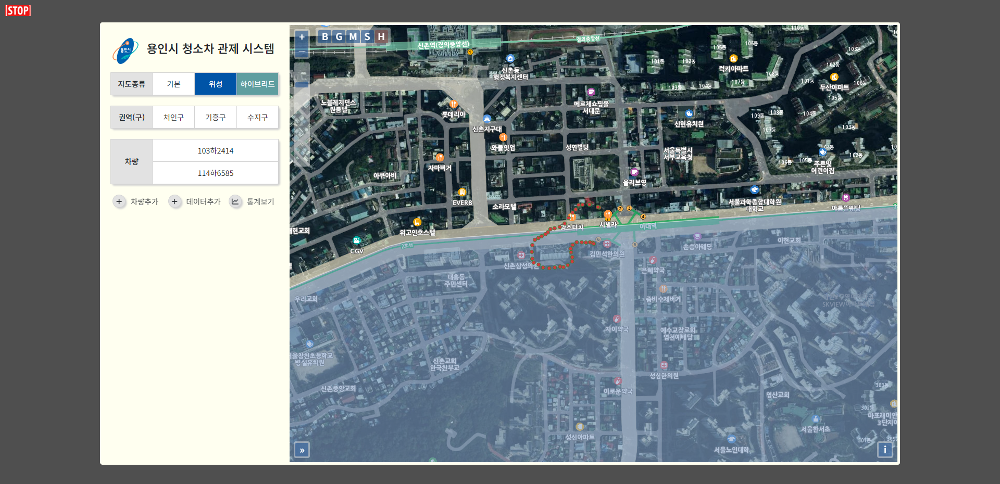 [STOP]
용인시
용인시 청소차 관제 시스템
지도종류 기본 위성 하이브리드
권역(구) 처인구 기흥구 수지구
차량
103하2414
114하6585
차량추가 데이터추가 통계보기
+
B G M S H
신촌역(경의중앙선)
경의중앙선
1
110동
105동
106동
103동
럭키아파트
101동
102동
102동
신촌동
행정복지센터
108동
107동
101동
두산아파트
106동
103동
104동
105동
노블레지던스
원룸텔
롯데리아
메르체쇼핑몰
서대문
109동
108동
104동
신현유치원
신촌지구대
107동
103동
와플잇업
성연빌딩
서울특별시
서부교육청
104동
102동
106동
105동
푸른빛
어린이집
자마버거
아쿠아비
올리브영
EVER8
소라모텔
서울과학종합대학원
대학교
아름뜰웨딩
2
3
4
시빌라
이대역
위고인호스텔
2호선
CGV
6
5
김민석한의원
손승아웨딩
아현교회
신촌삼성의원
은혜약국
대흥동
주민센터
우리교회
좀비수제버거
자이약국
예수교장로회
염천예배당
병설유치원
신촌교회
한국천부교
성심한의원
신촌중앙교회
이로운약국
염산교회
303동
302동
마포래미안
3단지
서울한서초
성신아파트
301동
서울노인대학
»
i